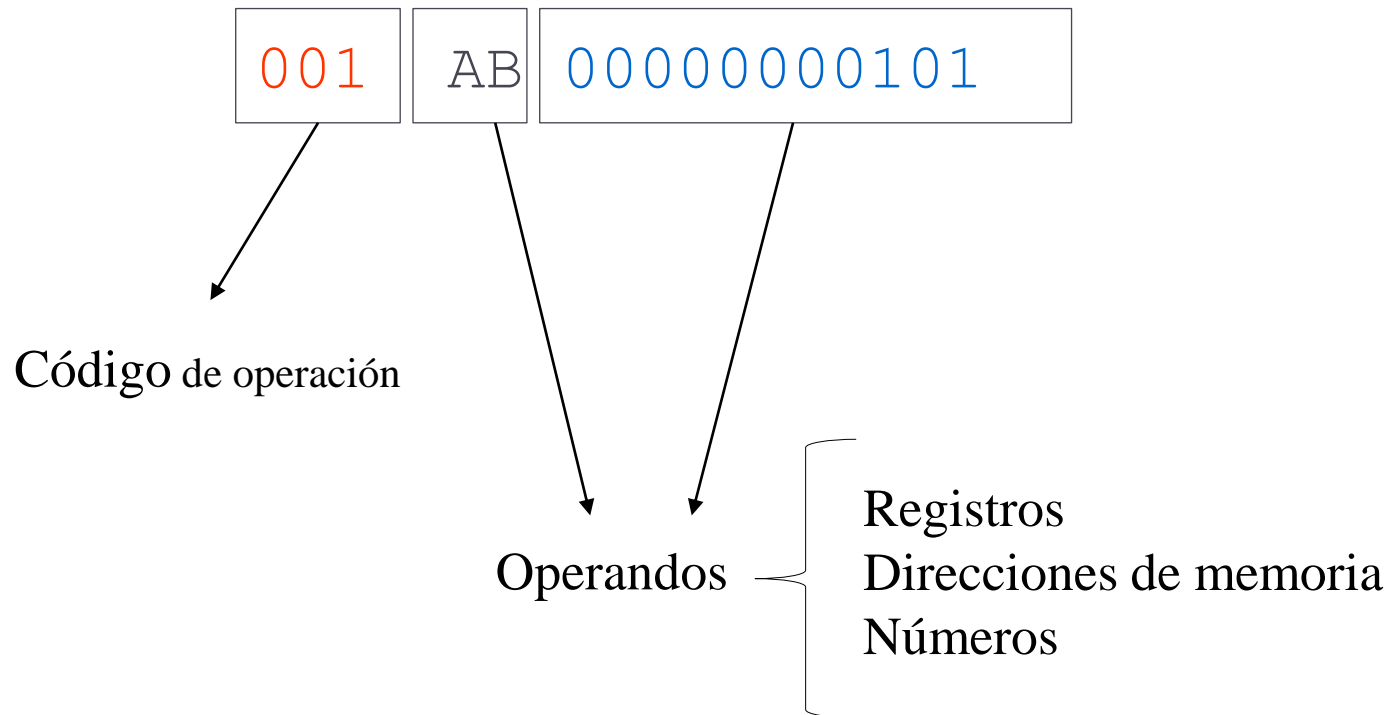 001 AB 00000000101
Código de operación
Registros
Operandos Direcciones de memoria
Números